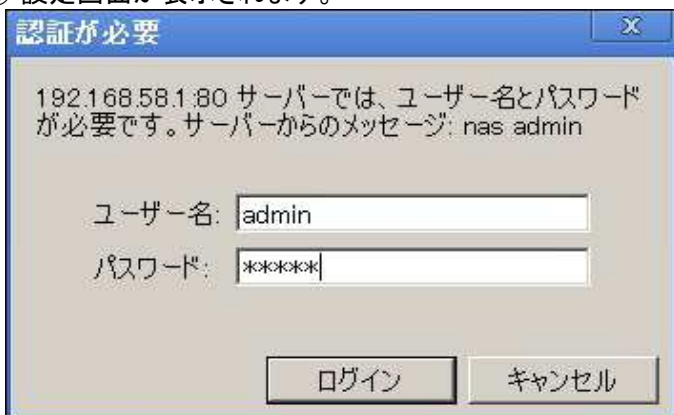 設定画面が表示されます。
認証が必要
X
192.168.58.1:80 サーバーでは、ユーザー名とパスワード
が必要です。サーバーからのメッセージ: nas admin
ユーザー名: admin
パスワード: *****
ログイン キャンセル